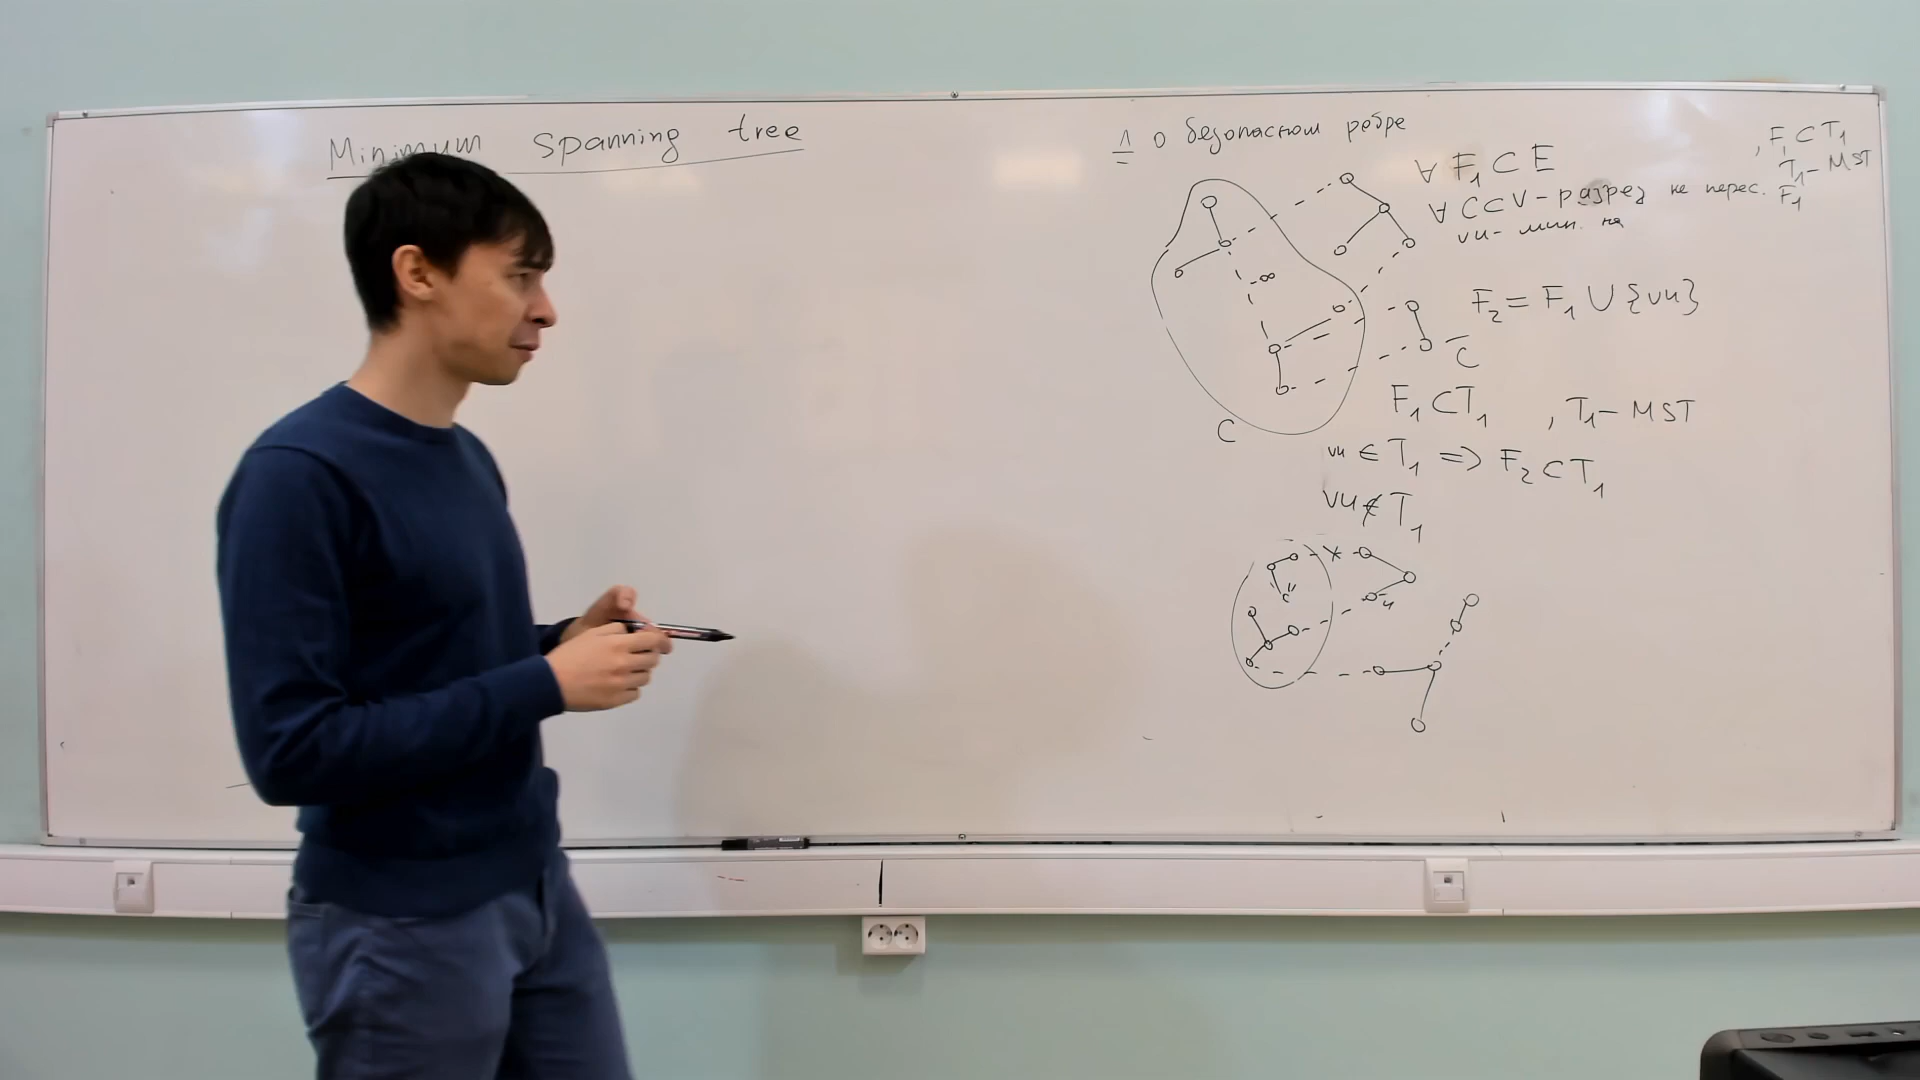 Minimum spanning tree
Л о безопасном ребре
∀ F₁ ⊂ E , F₁ ⊂ T₁
T₁ – MST
∀ C ⊂ V – разрез не перес. F₁
vu – мин. на
-∞
F₂ = F₁ ∪ {vu}
C̅
C
F₁ ⊂ T₁ , T₁ – MST
vu ∈ T₁ => F₂ ⊂ T₁
vu ∉ T₁
u